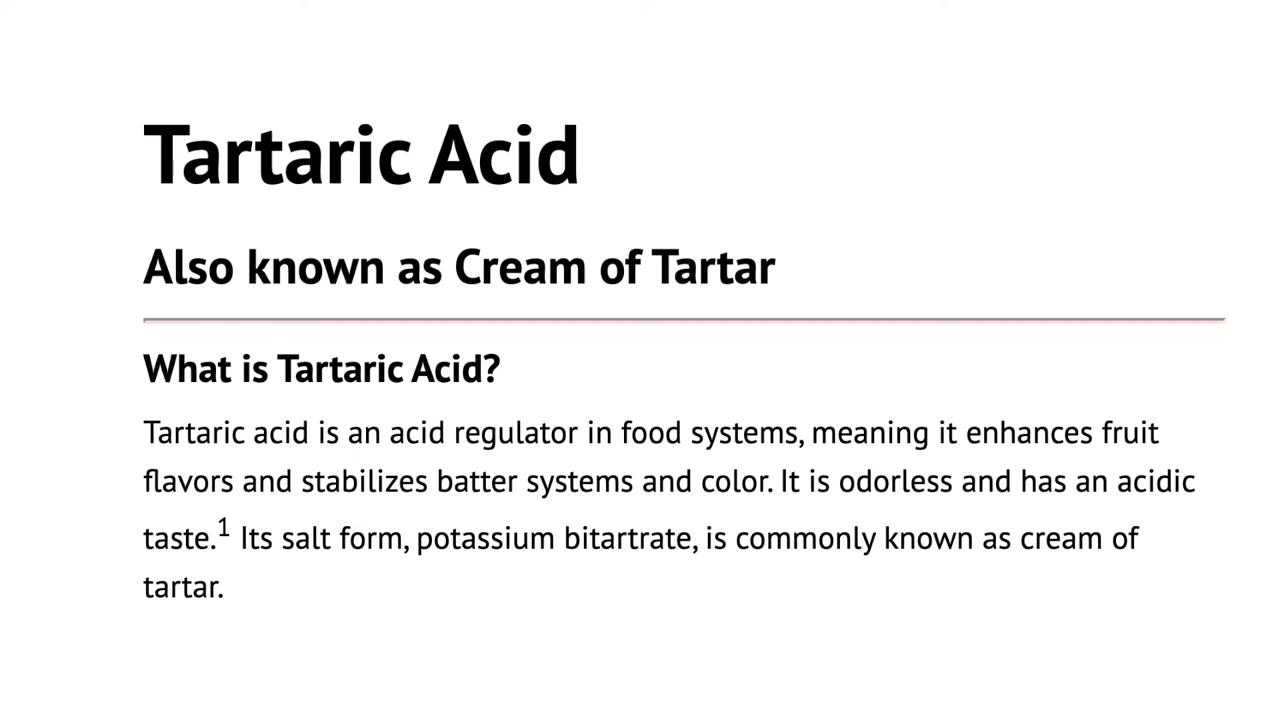 Tartaric Acid
Also known as Cream of Tartar
What is Tartaric Acid?
Tartaric acid is an acid regulator in food systems, meaning it enhances fruit
flavors and stabilizes batter systems and color. It is odorless and has an acidic
taste.1 Its salt form, potassium bitartrate, is commonly known as cream of
tartar.